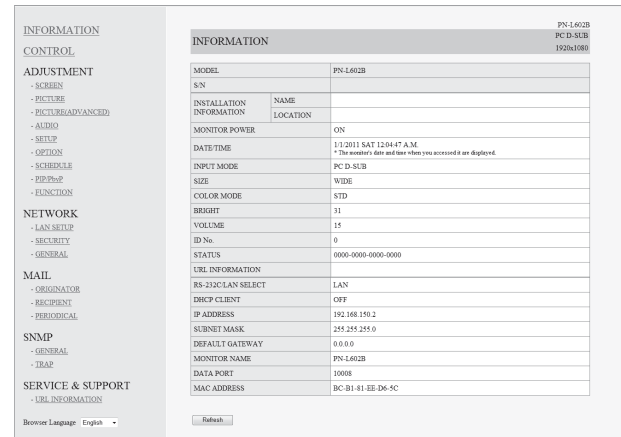 INFORMATION
CONTROL
ADJUSTMENT
- SCREEN
- PICTURE
- PICTURE(ADVANCED)
- AUDIO
- SETUP
- OPTION
- SCHEDULE
- PIP/PbyP
- FUNCTION
NETWORK
- LAN SETUP
- SECURITY
- GENERAL
MAIL
- ORIGINATOR
- RECIPIENT
- PERIODICAL
SNMP
- GENERAL
- TRAP
SERVICE & SUPPORT
- URL INFORMATION
Browser Language English
PN-L602B
INFORMATION
PC D-SUB
1920x1080
MODEL PN-L602B
S/N
INSTALLATION INFORMATION NAME
LOCATION
MONITOR POWER ON
DATE/TIME 1/1/2011 SAT 12:04:47 A.M.
* The monitor's date and time when you accessed it are displayed.
INPUT MODE PC D-SUB
SIZE WIDE
COLOR MODE STD
BRIGHT 31
VOLUME 15
ID No. 0
STATUS 0000-0000-0000-0000
URL INFORMATION
RS-232C/LAN SELECT LAN
DHCP CLIENT OFF
IP ADDRESS 192.168.150.2
SUBNET MASK 255.255.255.0
DEFAULT GATEWAY 0.0.0.0
MONITOR NAME PN-L602B
DATA PORT 10008
MAC ADDRESS BC-B1-81-EE-D6-5C
Refresh